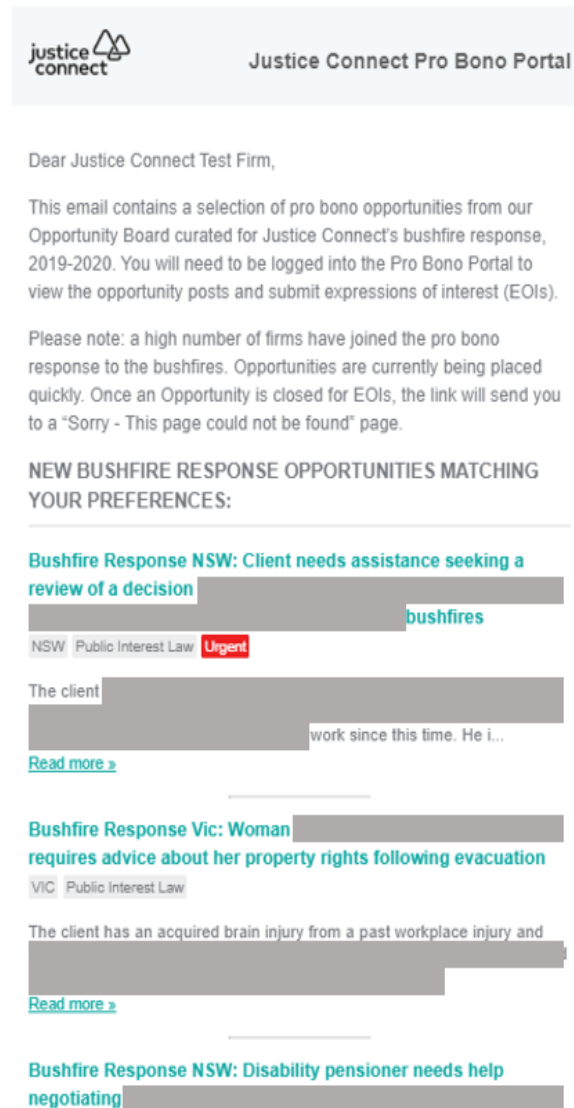 justice
connect
Justice Connect Pro Bono Portal
Dear Justice Connect Test Firm,
This email contains a selection of pro bono opportunities from our
Opportunity Board curated for Justice Connect's bushfire response,
2019-2020. You will need to be logged into the Pro Bono Portal to
view the opportunity posts and submit expressions of interest (EOIs).
Please note: a high number of firms have joined the pro bono
response to the bushfires. Opportunities are currently being placed
quickly. Once an Opportunity is closed for EOIs, the link will send you
to a “Sorry - This page could not be found” page.
NEW BUSHFIRE RESPONSE OPPORTUNITIES MATCHING
YOUR PREFERENCES:
Bushfire Response NSW: Client needs assistance seeking a
review of a decision
bushfires
NSW Public Interest Law Urgent
The client
work since this time. He i...
Read more »
Bushfire Response Vic: Woman
requires advice about her property rights following evacuation
VIC Public Interest Law
The client has an acquired brain injury from a past workplace injury and
Read more »
Bushfire Response NSW: Disability pensioner needs help
negotiating